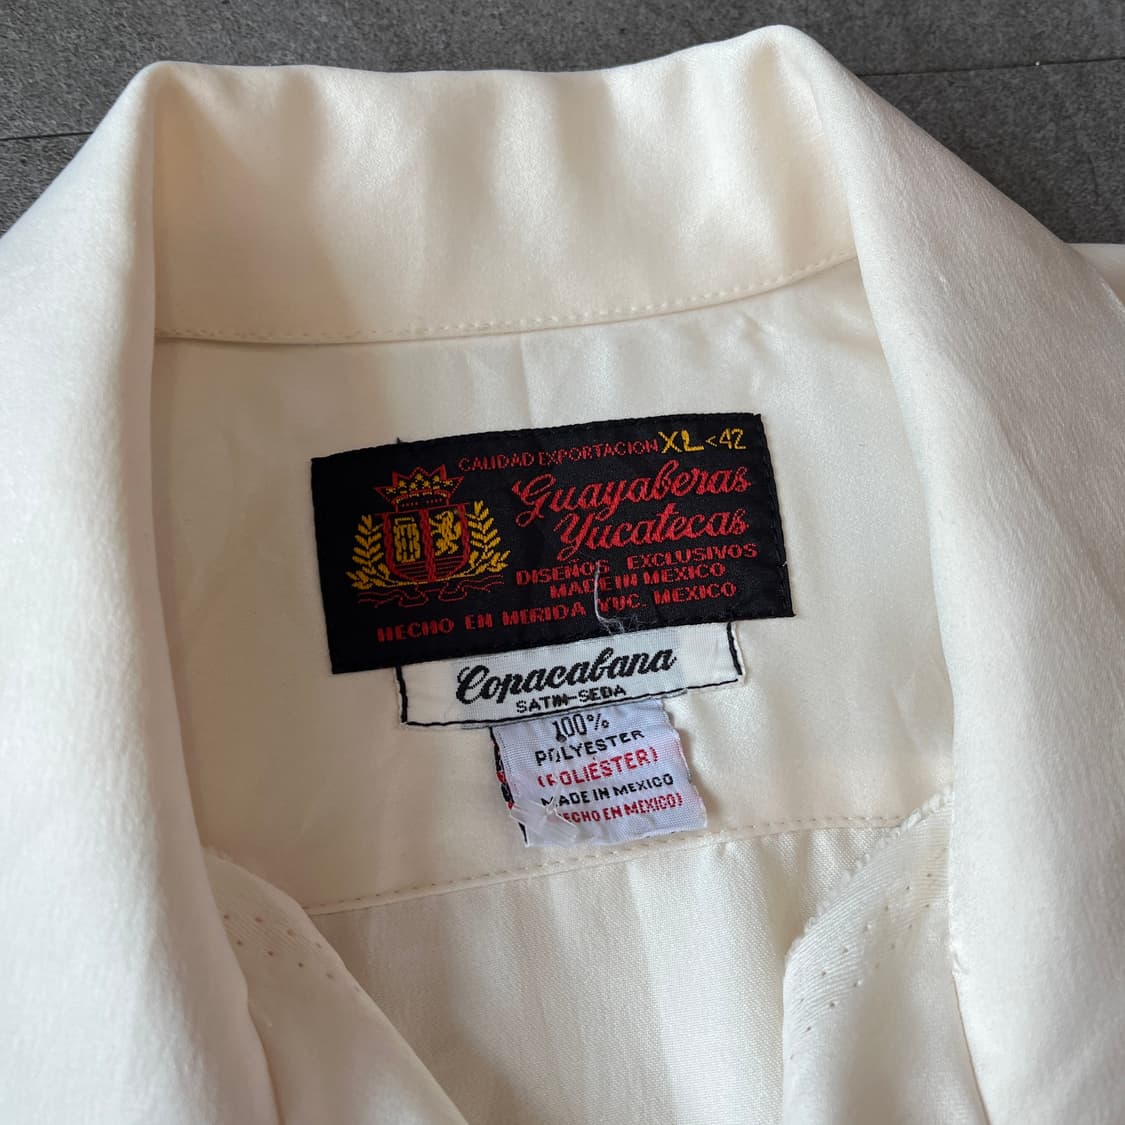 CALIDAD EXPORTACION XL <42
Guayaberas
Yucatecas
DISEÑOS EXCLUSIVOS
MADE IN MEXICO
HECHO EN MERIDA YUC. MEXICO
Copacabana
SATIN-SEDA
100%
POLYESTER
(POLIÉSTER)
MADE IN MEXICO
HECHO EN MEXICO)